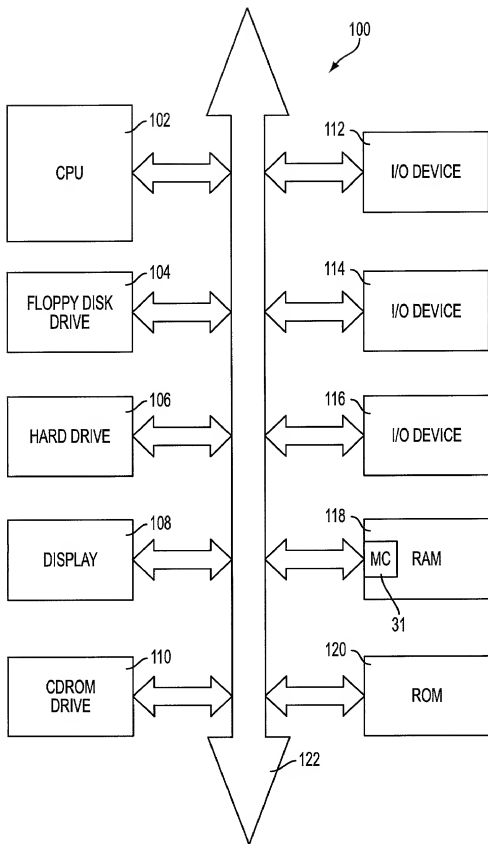 100
102
CPU
112
I/O DEVICE
104
FLOPPY DISK
DRIVE
114
I/O DEVICE
106
HARD DRIVE
116
I/O DEVICE
108
DISPLAY
118
MC
RAM
31
110
CDROM
DRIVE
120
ROM
122